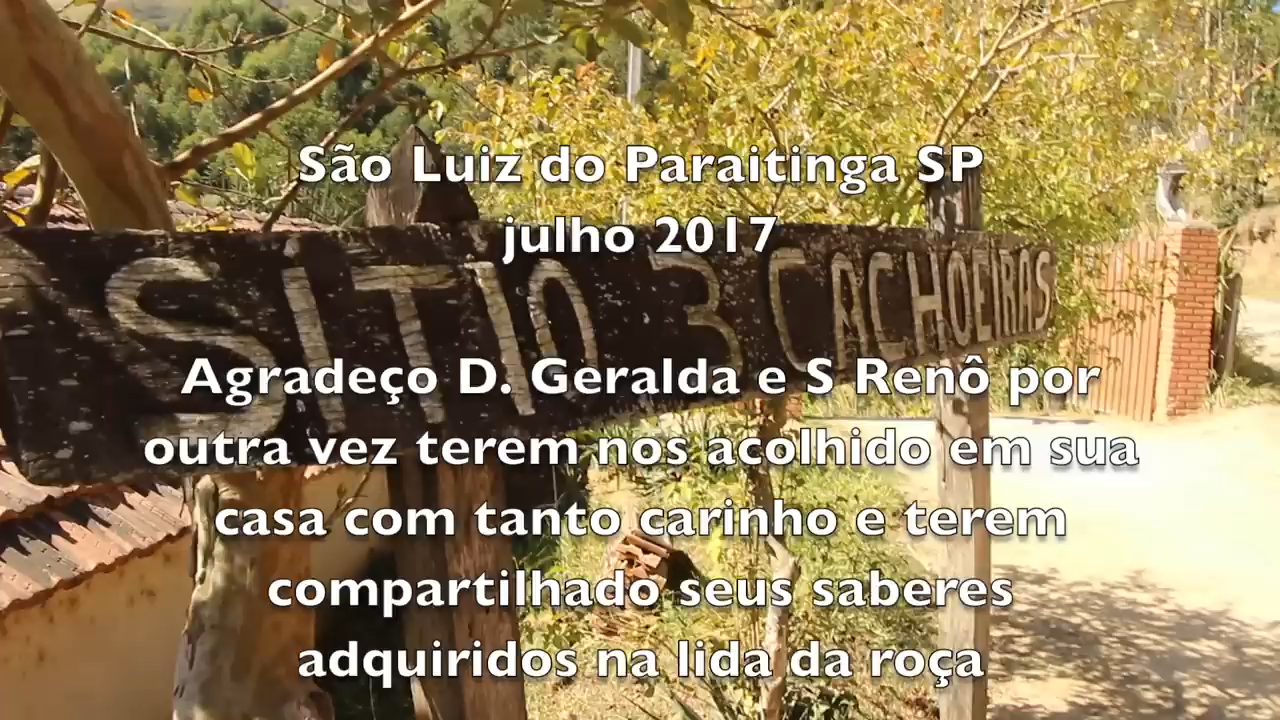 São Luiz do Paraitinga SP
julho 2017
SITIO 3 CACHOEIRAS
Agradeço D. Geralda e S Renô por
outra vez terem nos acolhido em sua
casa com tanto carinho e terem
compartilhado seus saberes
adquiridos na lida da roça